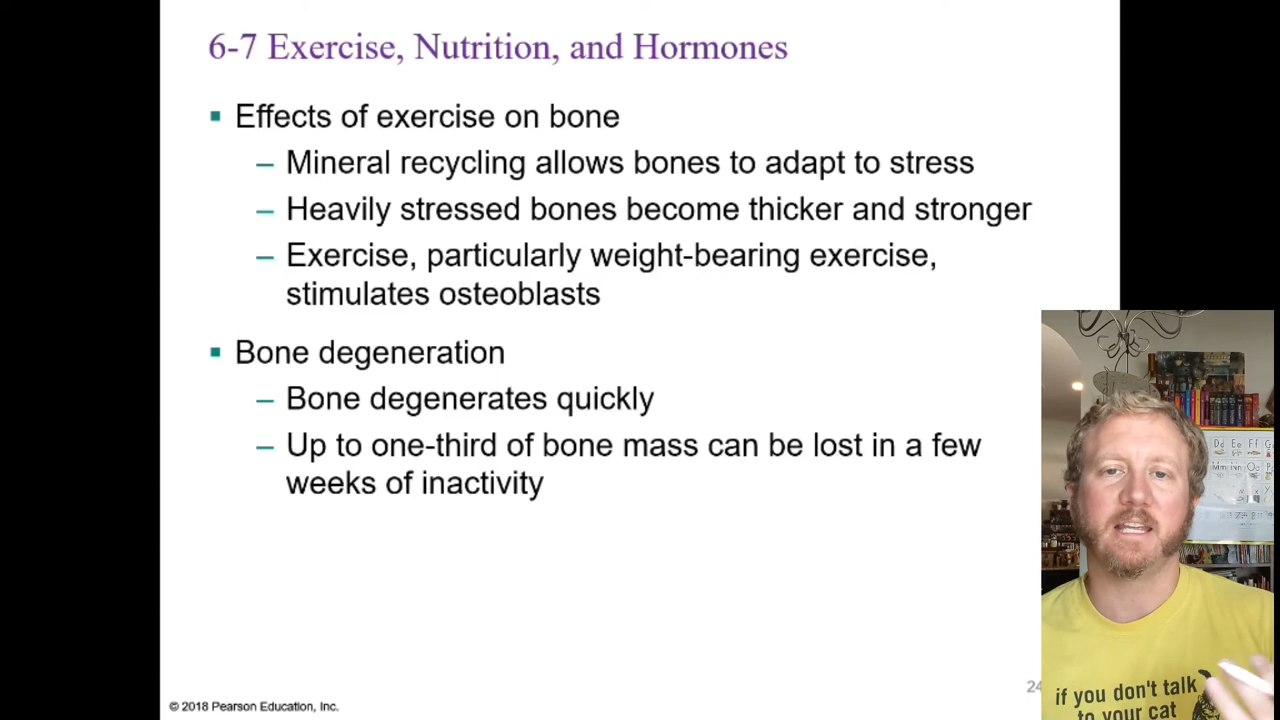 6-7 Exercise, Nutrition, and Hormones
▪ Effects of exercise on bone
– Mineral recycling allows bones to adapt to stress
– Heavily stressed bones become thicker and stronger
– Exercise, particularly weight-bearing exercise,
stimulates osteoblasts
▪ Bone degeneration
– Bone degenerates quickly
– Up to one-third of bone mass can be lost in a few
weeks of inactivity
© 2018 Pearson Education, Inc.
24
Dd Ee Ff
if you don't talk
to your cat